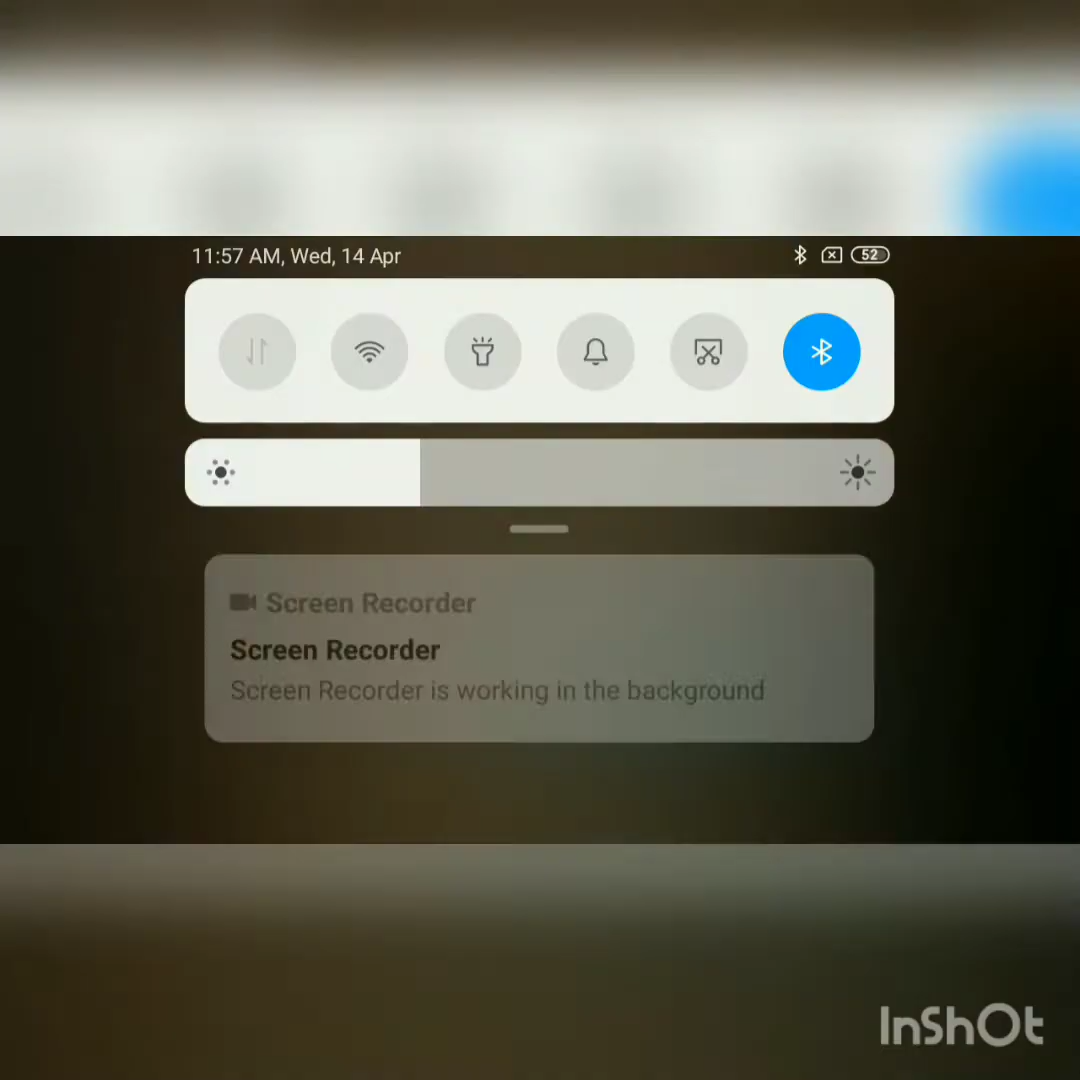 11:57 AM, Wed, 14 Apr
52
Screen Recorder
Screen Recorder
Screen Recorder is working in the background
InShOt